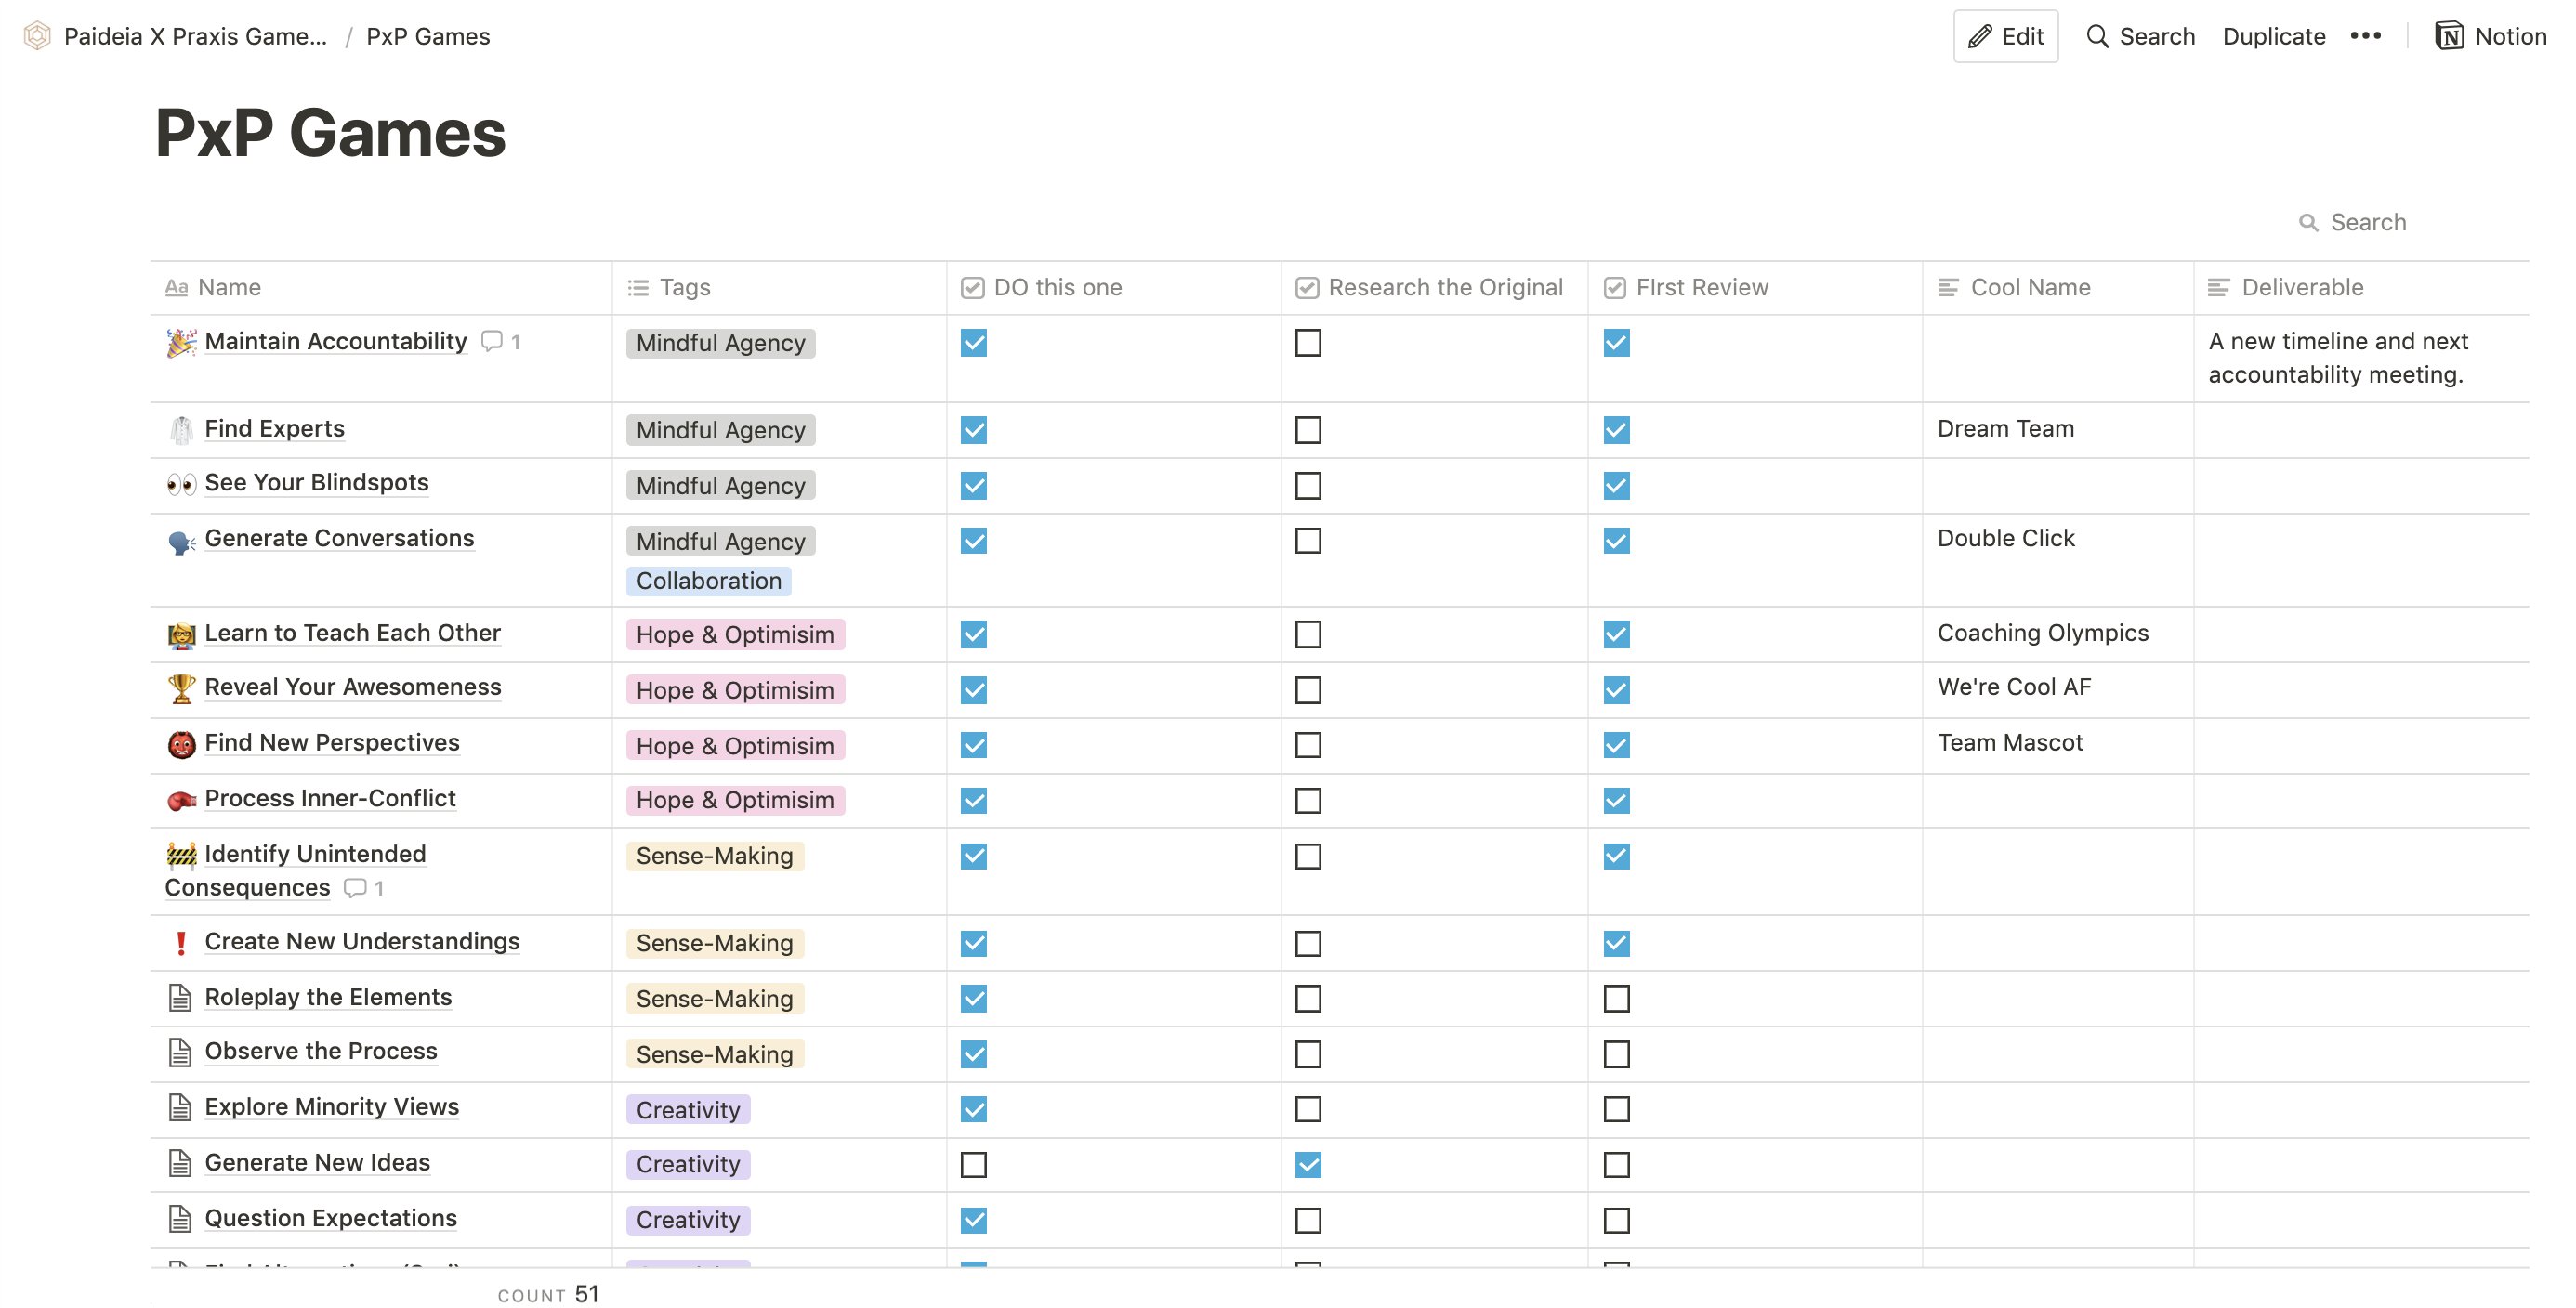 Paideia X Praxis Game... / PxP Games
Edit Search Duplicate ••• Notion
PxP Games
Search
Aa Name Tags DO this one Research the Original FIrst Review Cool Name Deliverable
Maintain Accountability 1 Mindful Agency A new timeline and next
accountability meeting.
Find Experts Mindful Agency Dream Team
See Your Blindspots Mindful Agency
Generate Conversations Mindful Agency Double Click
Collaboration
Learn to Teach Each Other Hope & Optimisim Coaching Olympics
Reveal Your Awesomeness Hope & Optimisim We're Cool AF
Find New Perspectives Hope & Optimisim Team Mascot
Process Inner-Conflict Hope & Optimisim
Identify Unintended Sense-Making
Consequences 1
Create New Understandings Sense-Making
Roleplay the Elements Sense-Making
Observe the Process Sense-Making
Explore Minority Views Creativity
Generate New Ideas Creativity
Question Expectations Creativity
COUNT 51